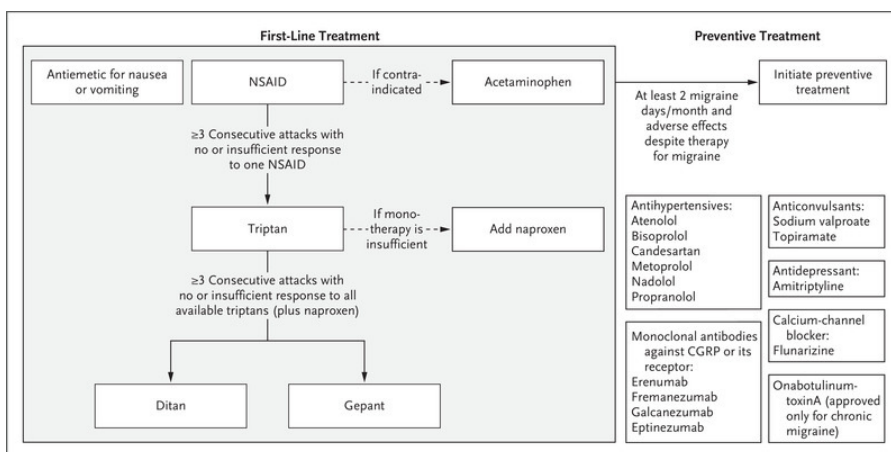 First-Line Treatment
Preventive Treatment
Antiemetic for nausea
or vomiting
NSAID
If contra-
indicated
Acetaminophen
At least 2 migraine
days/month and
adverse effects
despite therapy
for migraine
Initiate preventive
treatment
≥3 Consecutive attacks with
no or insufficient response
to one NSAID
Triptan
If mono-
therapy is
insufficient
Add naproxen
≥3 Consecutive attacks with
no or insufficient response to all
available triptans (plus naproxen)
Ditan
Gepant
Antihypertensives:
Atenolol
Bisoprolol
Candesartan
Metoprolol
Nadolol
Propranolol
Monoclonal antibodies
against CGRP or its
receptor:
Erenumab
Fremanezumab
Galcanezumab
Eptinezumab
Anticonvulsants:
Sodium valproate
Topiramate
Antidepressant:
Amitriptyline
Calcium-channel
blocker:
Flunarizine
Onabotulinum-
toxinA (approved
only for chronic
migraine)